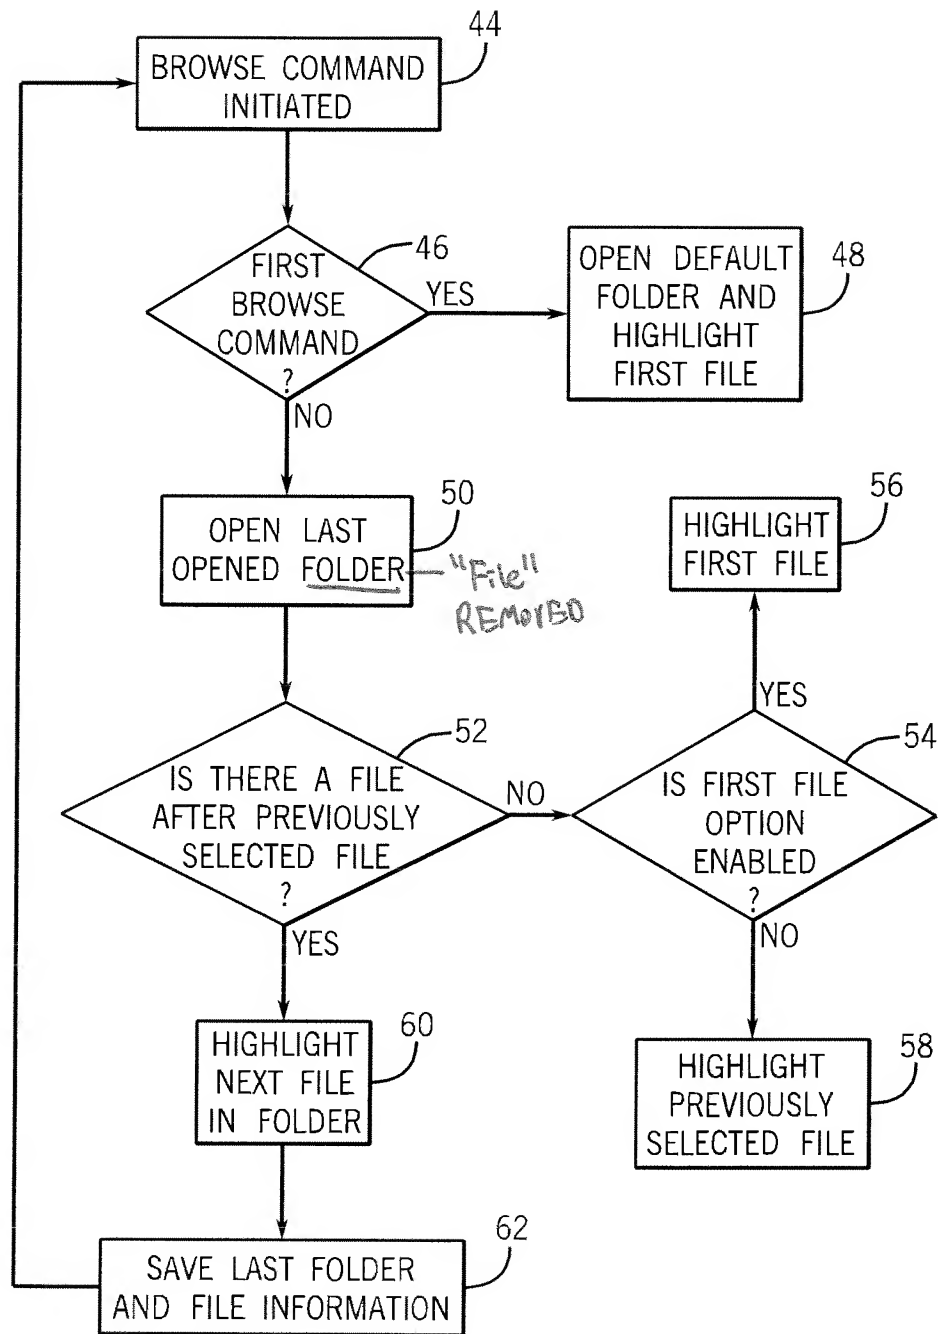 44
BROWSE COMMAND
INITIATED
46
FIRST
BROWSE
COMMAND
?
YES
NO
48
OPEN DEFAULT
FOLDER AND
HIGHLIGHT
FIRST FILE
50
OPEN LAST
OPENED FOLDER
"File"
REMOVED
56
HIGHLIGHT
FIRST FILE
52
IS THERE A FILE
AFTER PREVIOUSLY
SELECTED FILE
?
NO
YES
YES
54
IS FIRST FILE
OPTION
ENABLED
?
NO
60
HIGHLIGHT
NEXT FILE
IN FOLDER
58
HIGHLIGHT
PREVIOUSLY
SELECTED FILE
62
SAVE LAST FOLDER
AND FILE INFORMATION